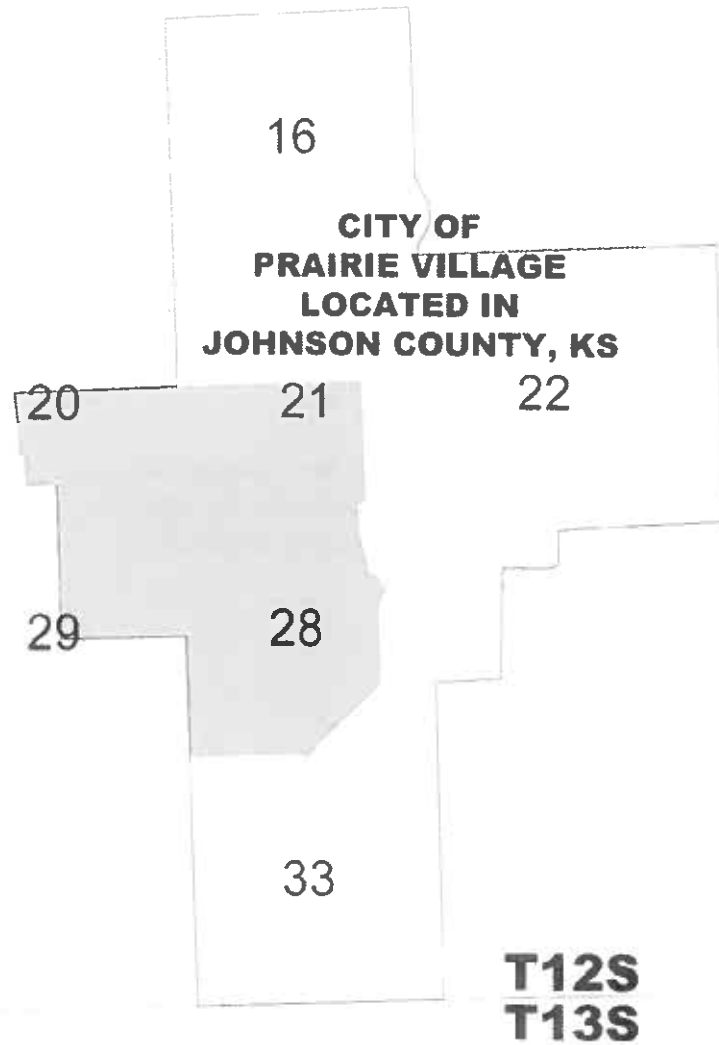 16
CITY OF
PRAIRIE VILLAGE
LOCATED IN
JOHNSON COUNTY, KS
20 21 22
29 28
33
T12S
T13S